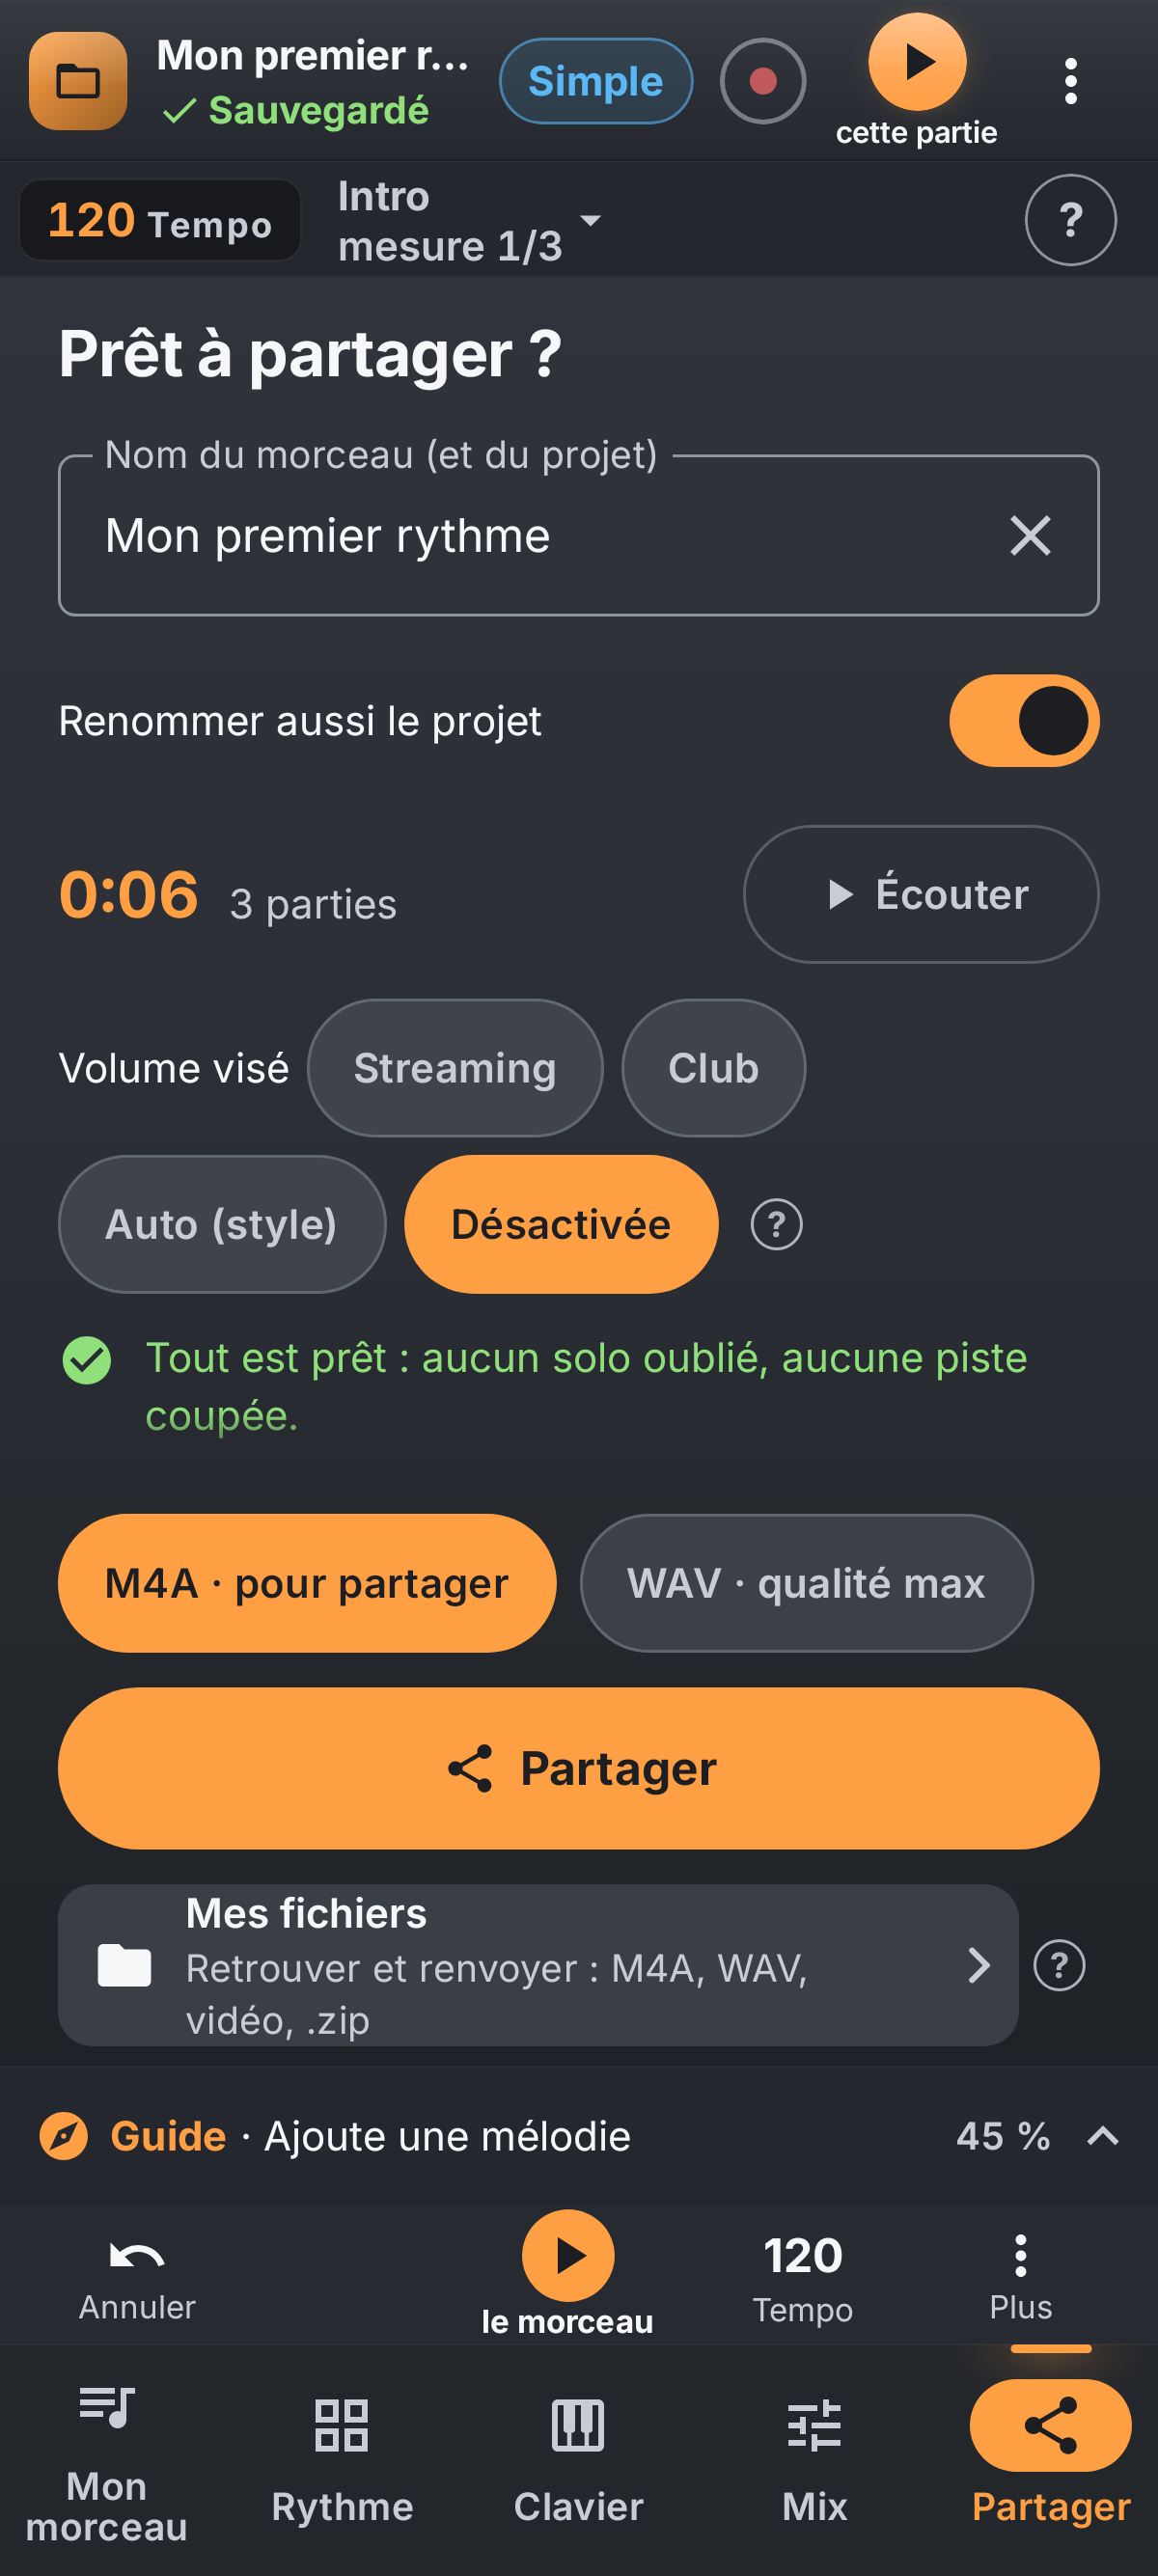 Mon premier r...
Sauvegardé
Simple
cette partie
120 Tempo
Intro
mesure 1/3
?
Prêt à partager ?
Nom du morceau (et du projet)
Mon premier rythme
Renommer aussi le projet
0:06 3 parties
Écouter
Volume visé
Streaming
Club
Auto (style)
Désactivée
?
Tout est prêt : aucun solo oublié, aucune piste
coupée.
M4A · pour partager
WAV · qualité max
Partager
Mes fichiers
Retrouver et renvoyer : M4A, WAV,
vidéo, .zip
?
Guide · Ajoute une mélodie
45 %
Annuler
le morceau
120
Tempo
Plus
Mon
morceau
Rythme
Clavier
Mix
Partager